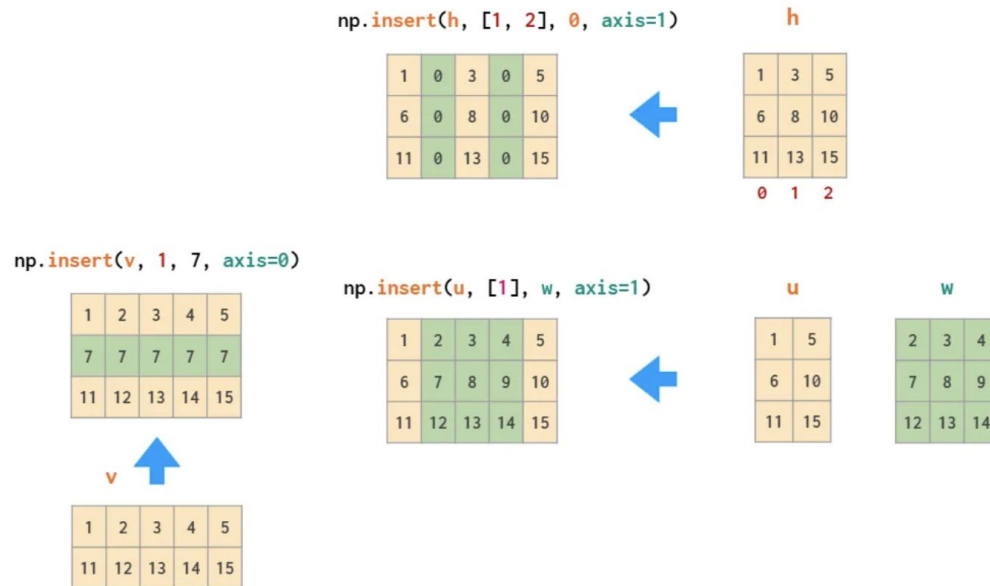 np.insert(h, [1, 2], 0, axis=1)
h
1 0 3 0 5
6 0 8 0 10
11 0 13 0 15
1 3 5
6 8 10
11 13 15
0 1 2
np.insert(v, 1, 7, axis=0)
1 2 3 4 5
7 7 7 7 7
11 12 13 14 15
v
1 2 3 4 5
11 12 13 14 15
np.insert(u, [1], w, axis=1)
u
w
1 2 3 4 5
6 7 8 9 10
11 12 13 14 15
1 5
6 10
11 15
2 3 4
7 8 9
12 13 14